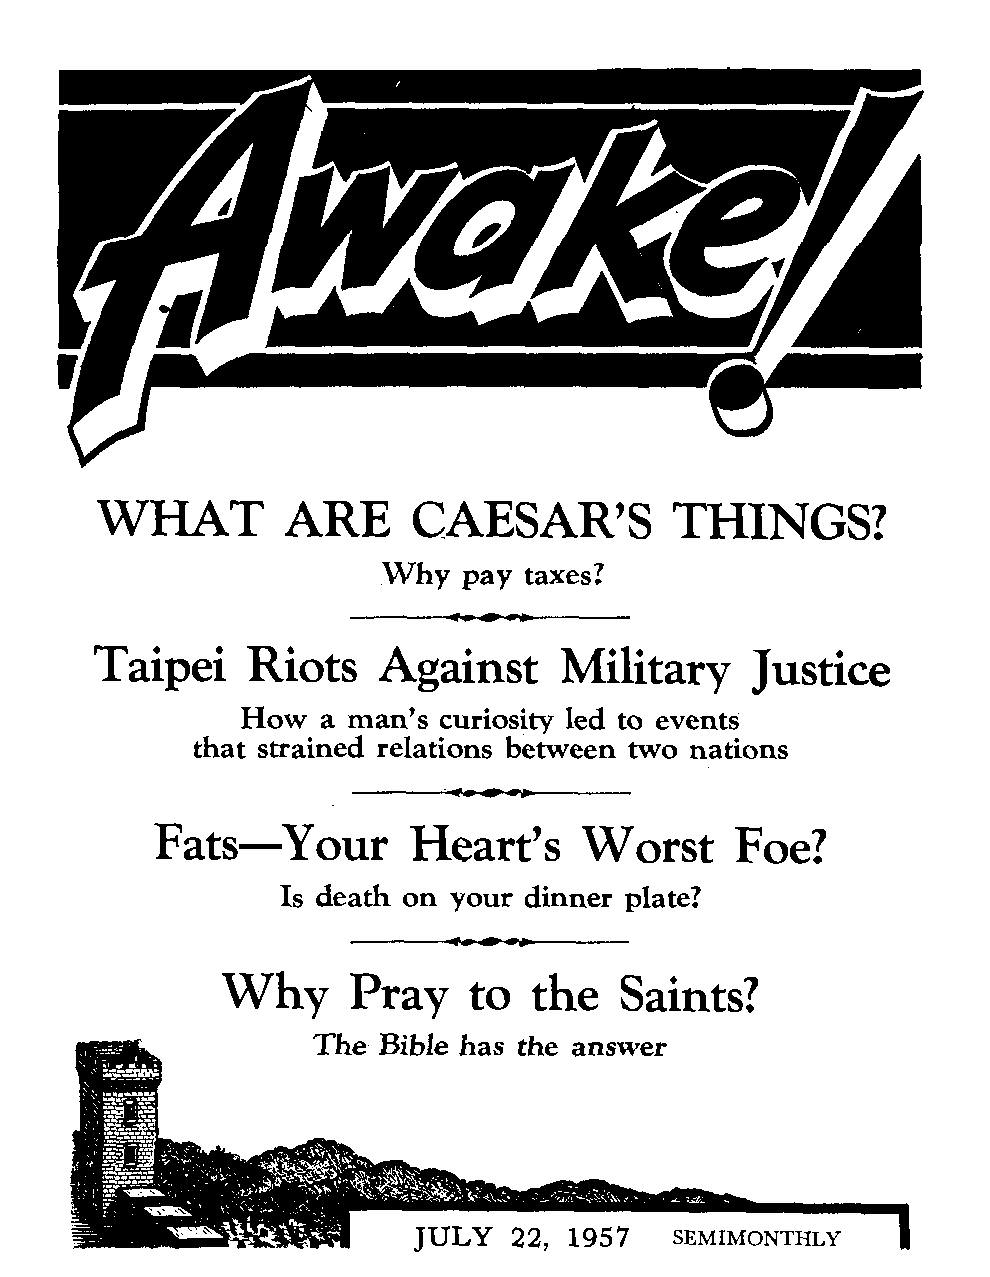 Awake!
WHAT ARE CAESAR'S THINGS?
Why pay taxes?
Taipei Riots Against Military Justice
How a man's curiosity led to events
that strained relations between two nations
Fats—Your Heart's Worst Foe?
Is death on your dinner plate?
Why Pray to the Saints?
The Bible has the answer
JULY 22, 1957 SEMIMONTHLY